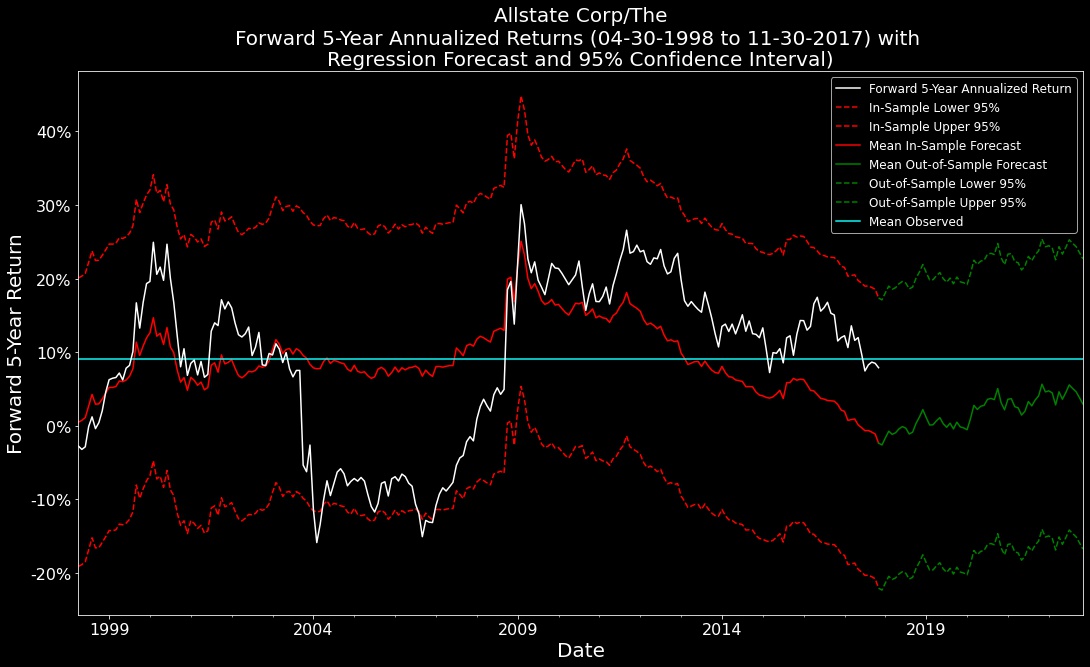 Allstate Corp/The
Forward 5-Year Annualized Returns (04-30-1998 to 11-30-2017) with
Regression Forecast and 95% Confidence Interval)
Forward 5-Year Annualized Return
In-Sample Lower 95%
In-Sample Upper 95%
Mean In-Sample Forecast
Mean Out-of-Sample Forecast
Out-of-Sample Lower 95%
Out-of-Sample Upper 95%
Mean Observed
Forward 5-Year Return
40%
30%
20%
10%
0%
-10%
-20%
1999 2004 2009 2014 2019
Date